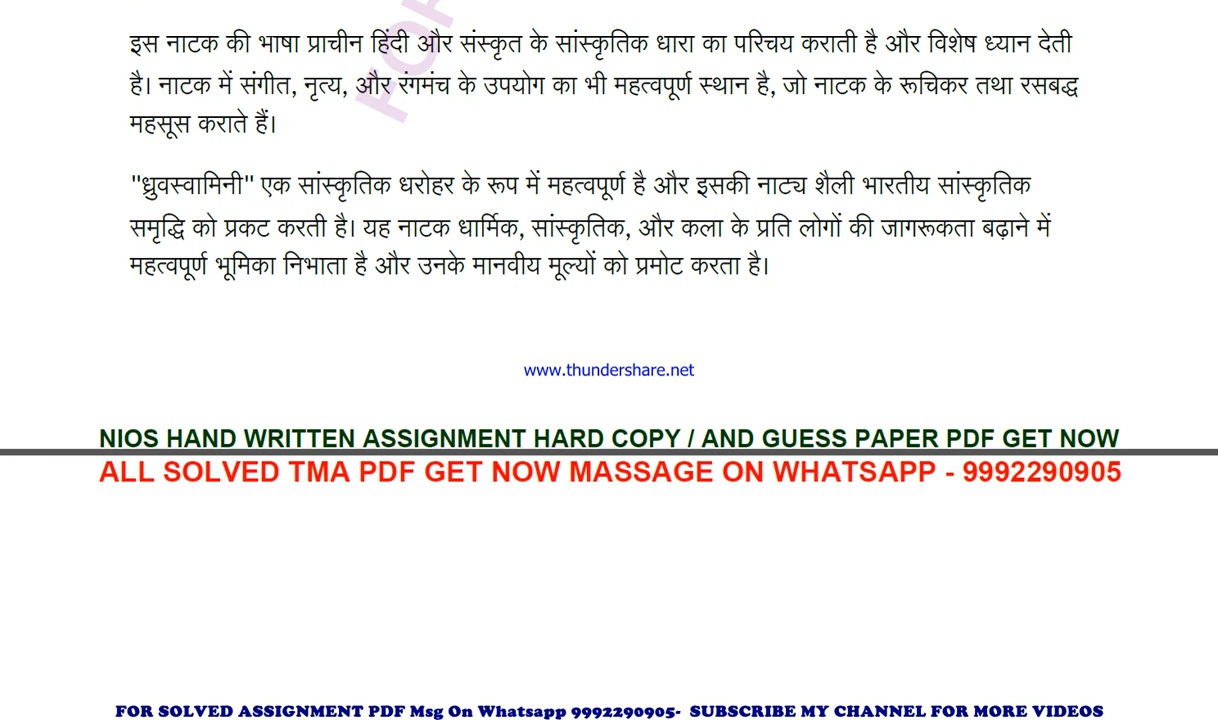 इस नाटक की भाषा प्राचीन हिंदी और संस्कृत के सांस्कृतिक धारा का परिचय कराती है और विशेष ध्यान देती
है। नाटक में संगीत, नृत्य, और रंगमंच के उपयोग का भी महत्वपूर्ण स्थान है, जो नाटक के रूचिकर तथा रसबद्ध
महसूस कराते हैं।
"ध्रुवस्वामिनी" एक सांस्कृतिक धरोहर के रूप में महत्वपूर्ण है और इसकी नाट्य शैली भारतीय सांस्कृतिक
समृद्धि को प्रकट करती है। यह नाटक धार्मिक, सांस्कृतिक, और कला के प्रति लोगों की जागरूकता बढ़ाने में
महत्वपूर्ण भूमिका निभाता है और उनके मानवीय मूल्यों को प्रमोट करता है।
www.thundershare.net
NIOS HAND WRITTEN ASSIGNMENT HARD COPY / AND GUESS PAPER PDF GET NOW
ALL SOLVED TMA PDF GET NOW MASSAGE ON WHATSAPP - 9992290905
FOR SOLVED ASSIGNMENT PDF Msg On Whatsapp 9992290905- SUBSCRIBE MY CHANNEL FOR MORE VIDEOS